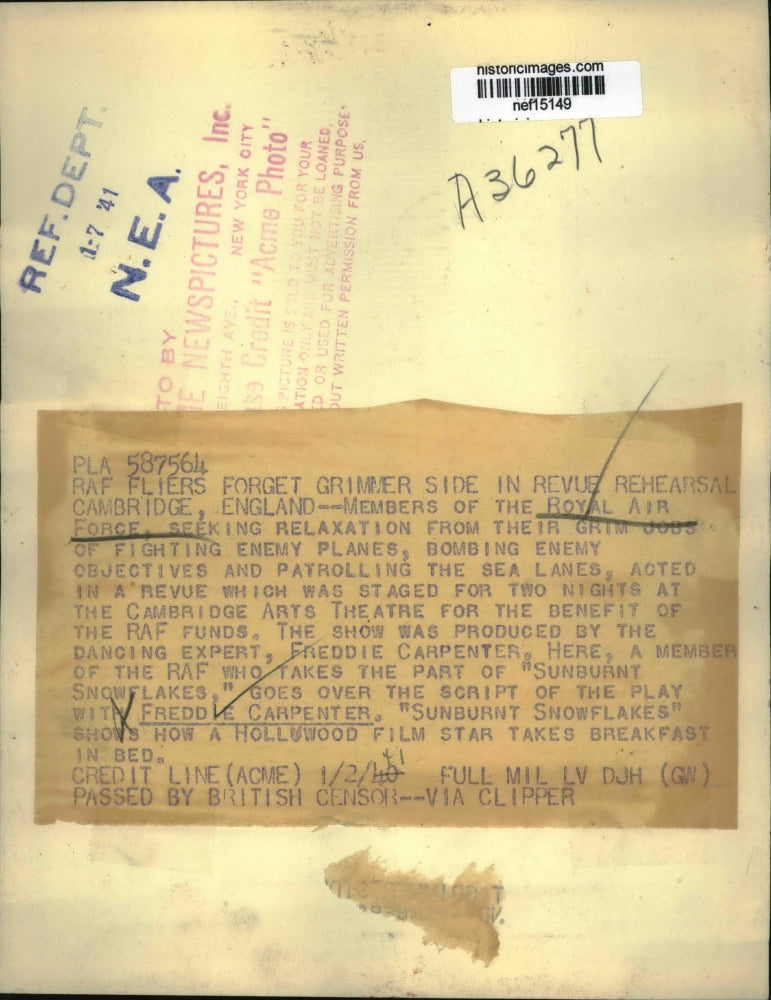 historicimages.com
nef15149
A36277
REF. DEPT.
1-7 '41
N.E.A.
TO BY
NEWSPICTURES, Inc.
EIGHTH AVE., NEW YORK CITY
Credit "Acme Photo"
PICTURE IS SOLD TO YOU FOR YOUR
ONLY AND MUST NOT BE LOANED,
OR USED FOR ADVERTISING PURPOSE
WRITTEN PERMISSION FROM US.
PLA 587564
RAF FLIERS FORGET GRIMMER SIDE IN REVUE REHEARSAL
CAMBRIDGE, ENGLAND--MEMBERS OF THE ROYAL AIR
FORCE, SEEKING RELAXATION FROM THEIR GRIM JOBS
OF FIGHTING ENEMY PLANES, BOMBING ENEMY
OBJECTIVES AND PATROLLING THE SEA LANES, ACTED
IN A REVUE WHICH WAS STAGED FOR TWO NIGHTS AT
THE CAMBRIDGE ARTS THEATRE FOR THE BENEFIT OF
THE RAF FUNDS. THE SHOW WAS PRODUCED BY THE
DANCING EXPERT, FREDDIE CARPENTER. HERE, A MEMBER
OF THE RAF WHO TAKES THE PART OF "SUNBURNT
SNOWFLAKES," GOES OVER THE SCRIPT OF THE PLAY
WITH FREDDIE CARPENTER. "SUNBURNT SNOWFLAKES"
SHOWS HOW A HOLLYWOOD FILM STAR TAKES BREAKFAST
IN BED.
CREDIT LINE (ACME) 1/2/41 FULL MIL LV DJH (GW)
PASSED BY BRITISH CENSOR--VIA CLIPPER